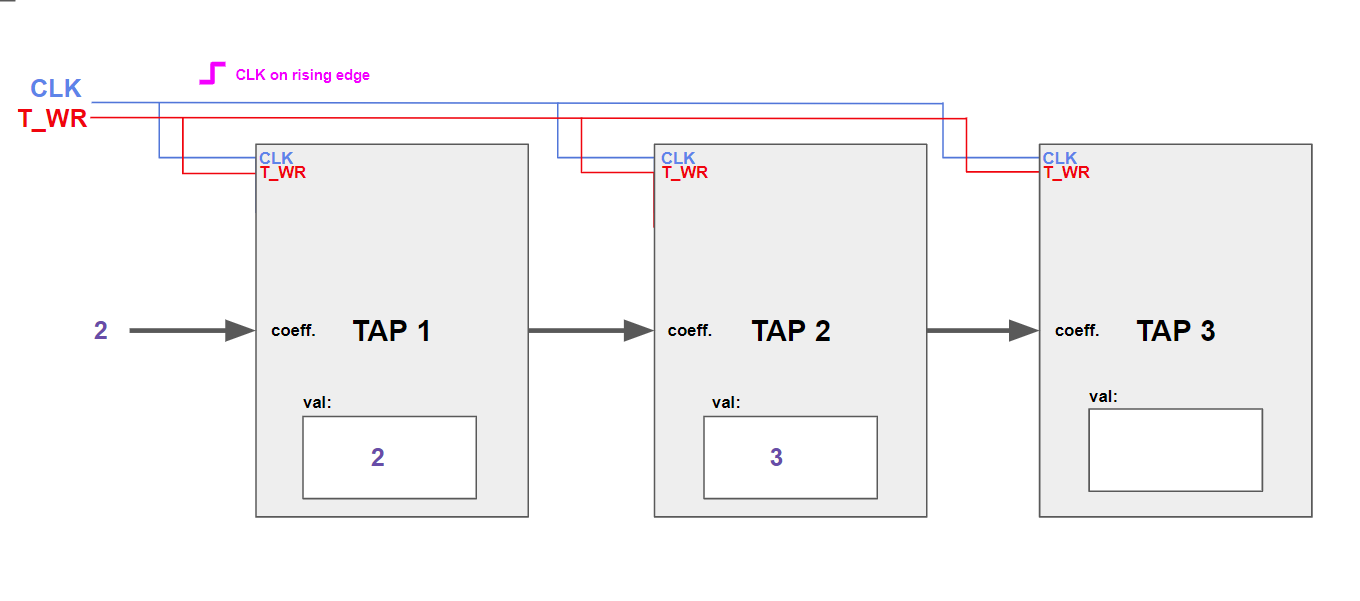 CLK on rising edge
CLK
T_WR
CLK
T_WR
CLK
T_WR
CLK
T_WR
2
coeff.
TAP 1
coeff.
TAP 2
coeff.
TAP 3
val:
val:
val:
2
3